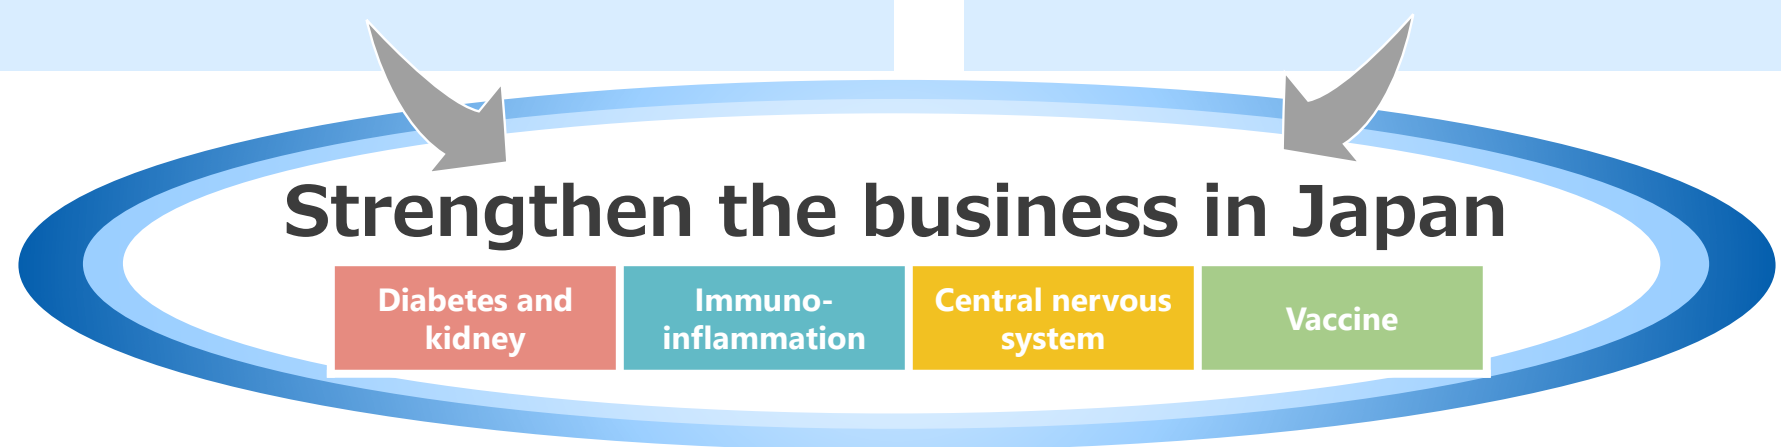 Strengthen the business in Japan
Diabetes and
kidney
Immuno-
inflammation
Central nervous
system
Vaccine